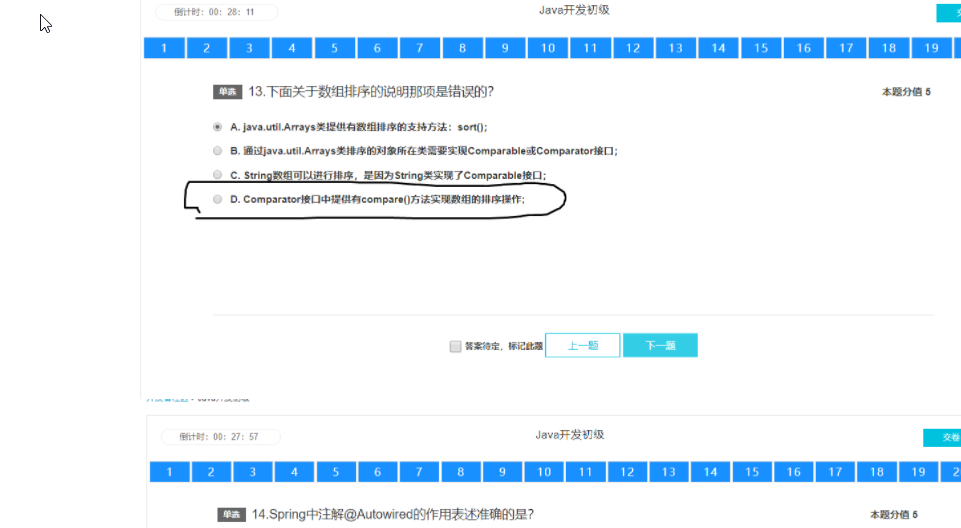 倒计时: 00: 28: 11
Java开发初级
1 2 3 4 5 6 7 8 9 10 11 12 13 14 15 16 17 18 19
单选 13.下面关于数组排序的说明那项是错误的?
本题分值 5
A. java.util.Arrays类提供有数组排序的支持方法：sort();
B. 通过java.util.Arrays类排序的对象所在类需要实现Comparable或Comparator接口;
C. String数组可以进行排序，是因为String类实现了Comparable接口;
D. Comparator接口中提供有compare()方法实现数组的排序操作;
答案待定，标记此题 上一题 下一题
倒计时: 00: 27: 57
Java开发初级
交卷
1 2 3 4 5 6 7 8 9 10 11 12 13 14 15 16 17 18 19 2
单选 14.Spring中注解@Autowired的作用表述准确的是?
本题分值 5